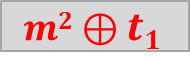 m² ⊕ t₁